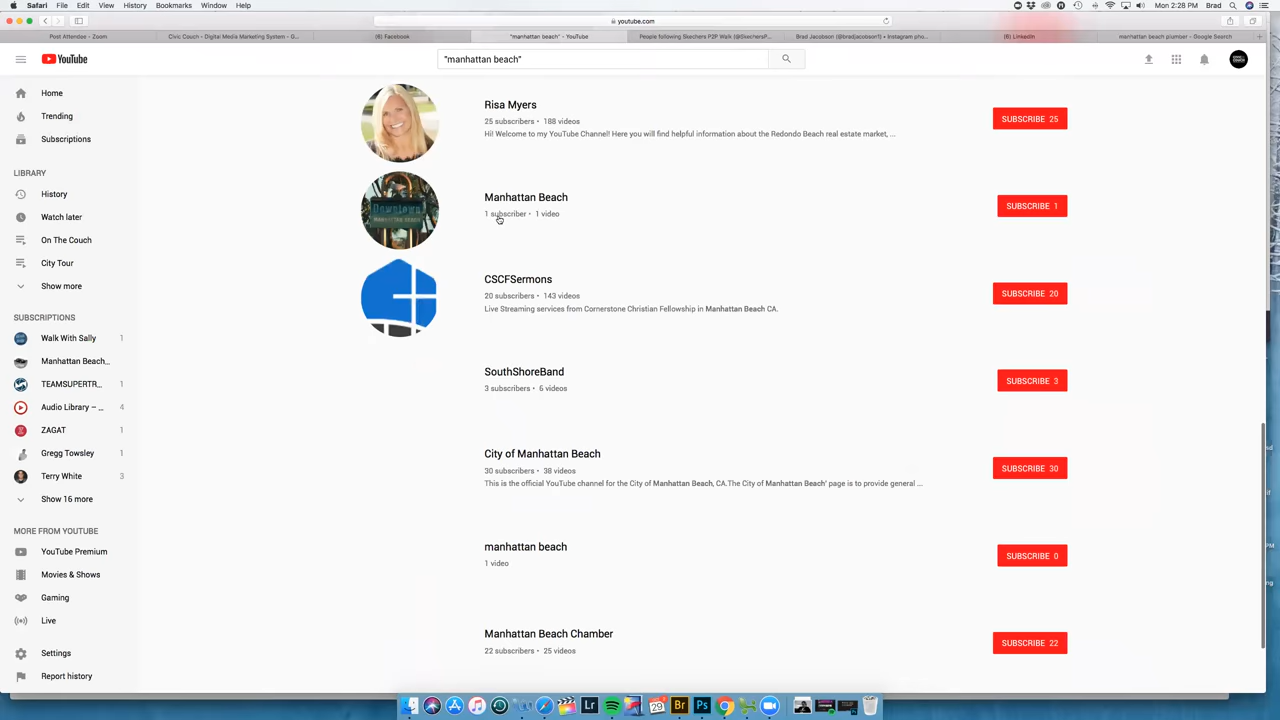 Safari File Edit View History Bookmarks Window Help
Mon 2:28 PM Brad
youtube.com
Post Attendee - Zoom
Civic Couch - Digital Media Marketing System - G...
(8) Facebook
"manhattan beach" - YouTube
People following Skechers P2P Walk (@SkechersP...
Brad Jacobson (@bradjacobson1) • Instagram pho...
(8) LinkedIn
manhattan beach plumber - Google Search
YouTube
"manhattan beach"
Home
Trending
Subscriptions
LIBRARY
History
Watch later
On The Couch
City Tour
Show more
SUBSCRIPTIONS
Walk With Sally 1
Manhattan Beach...
TEAMSUPERTR... 1
Audio Library – ... 4
ZAGAT 1
Gregg Towsley 1
Terry White 3
Show 16 more
MORE FROM YOUTUBE
YouTube Premium
Movies & Shows
Gaming
Live
Settings
Report history
Risa Myers
25 subscribers • 188 videos
Hi! Welcome to my YouTube Channel! Here you will find helpful information about the Redondo Beach real estate market, ...
SUBSCRIBE 25
Downtown
MANHATTAN BEACH
Manhattan Beach
1 subscriber • 1 video
SUBSCRIBE 1
CSCFSermons
20 subscribers • 143 videos
Live Streaming services from Cornerstone Christian Fellowship in Manhattan Beach CA.
SUBSCRIBE 20
SouthShoreBand
3 subscribers • 6 videos
SUBSCRIBE 3
City of Manhattan Beach
30 subscribers • 38 videos
This is the official YouTube channel for the City of Manhattan Beach, CA.The City of Manhattan Beach' page is to provide general ...
SUBSCRIBE 30
manhattan beach
1 video
SUBSCRIBE 0
Manhattan Beach Chamber
22 subscribers • 25 videos
SUBSCRIBE 22
Lr
29
Br
Ps